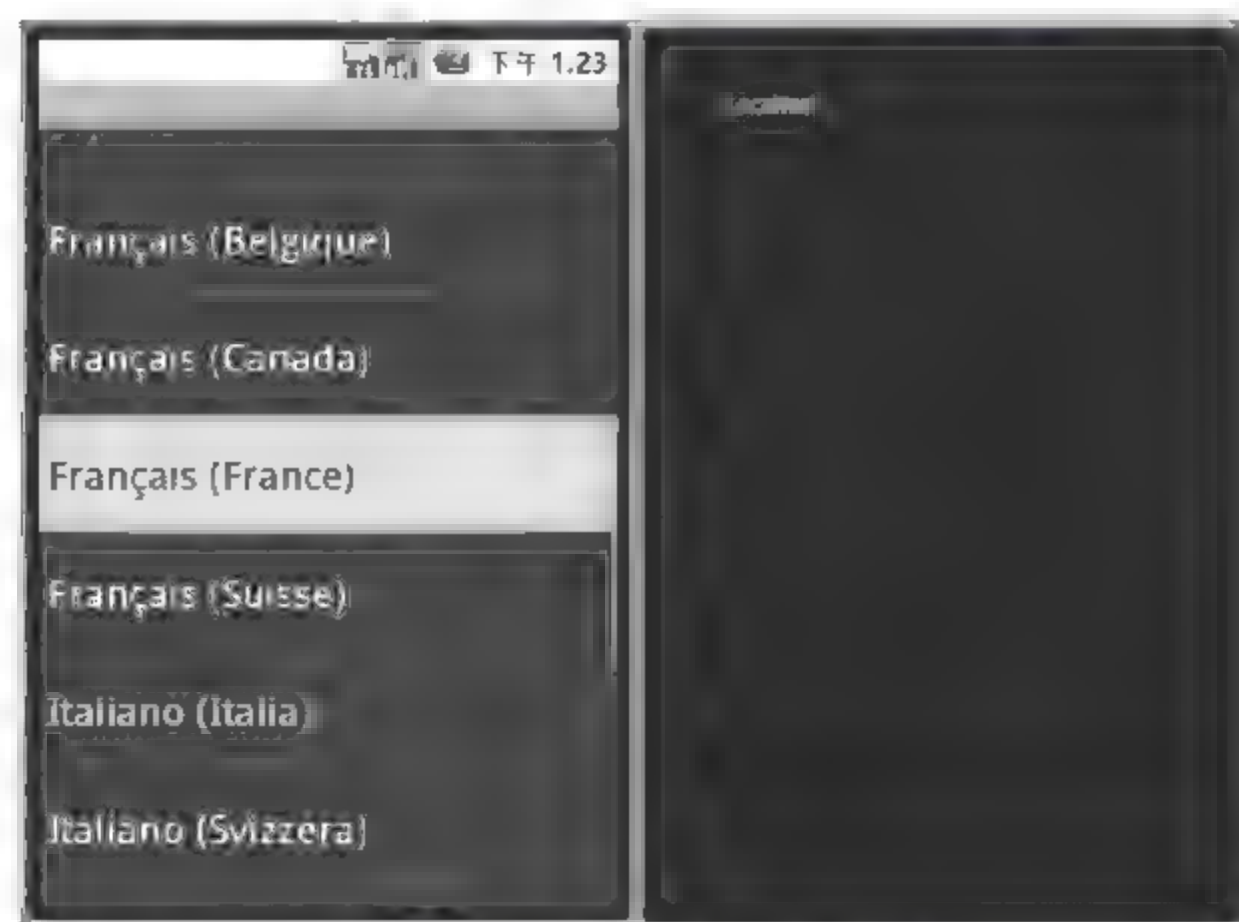 下午 1:23
Français (Belgique)
Français (Canada)
Français (France)
Français (Suisse)
Italiano (Italia)
Italiano (Svizzera)